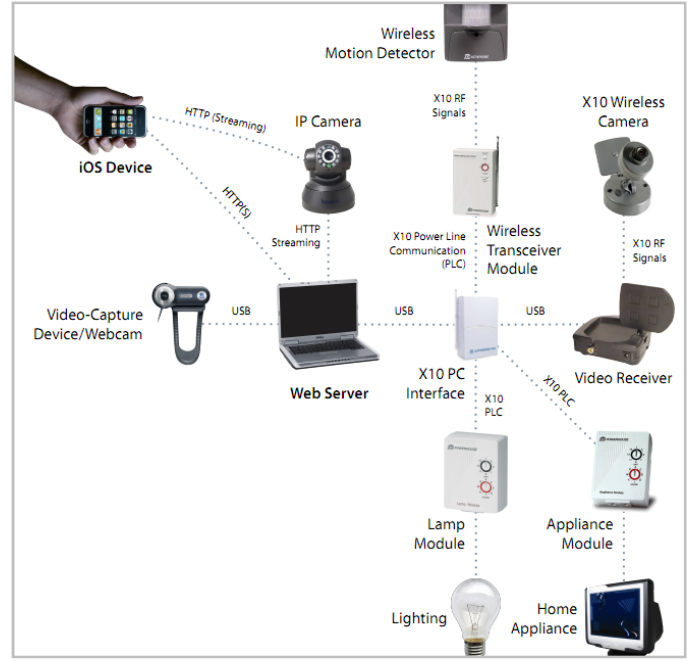 Wireless
Motion Detector
X10 RF
Signals
X10 Wireless
Camera
HTTP (Streaming)
IP Camera
iOS Device
HTTP(S)
HTTP
Streaming
X10 Power Line
Communication
(PLC)
Wireless
Transceiver
Module
X10 RF
Signals
Video-Capture
Device/Webcam
USB
USB
USB
Web Server
X10 PC
Interface
Video Receiver
X10
PLC
X10 PLC
Lamp
Module
Appliance
Module
Lighting
Home
Appliance